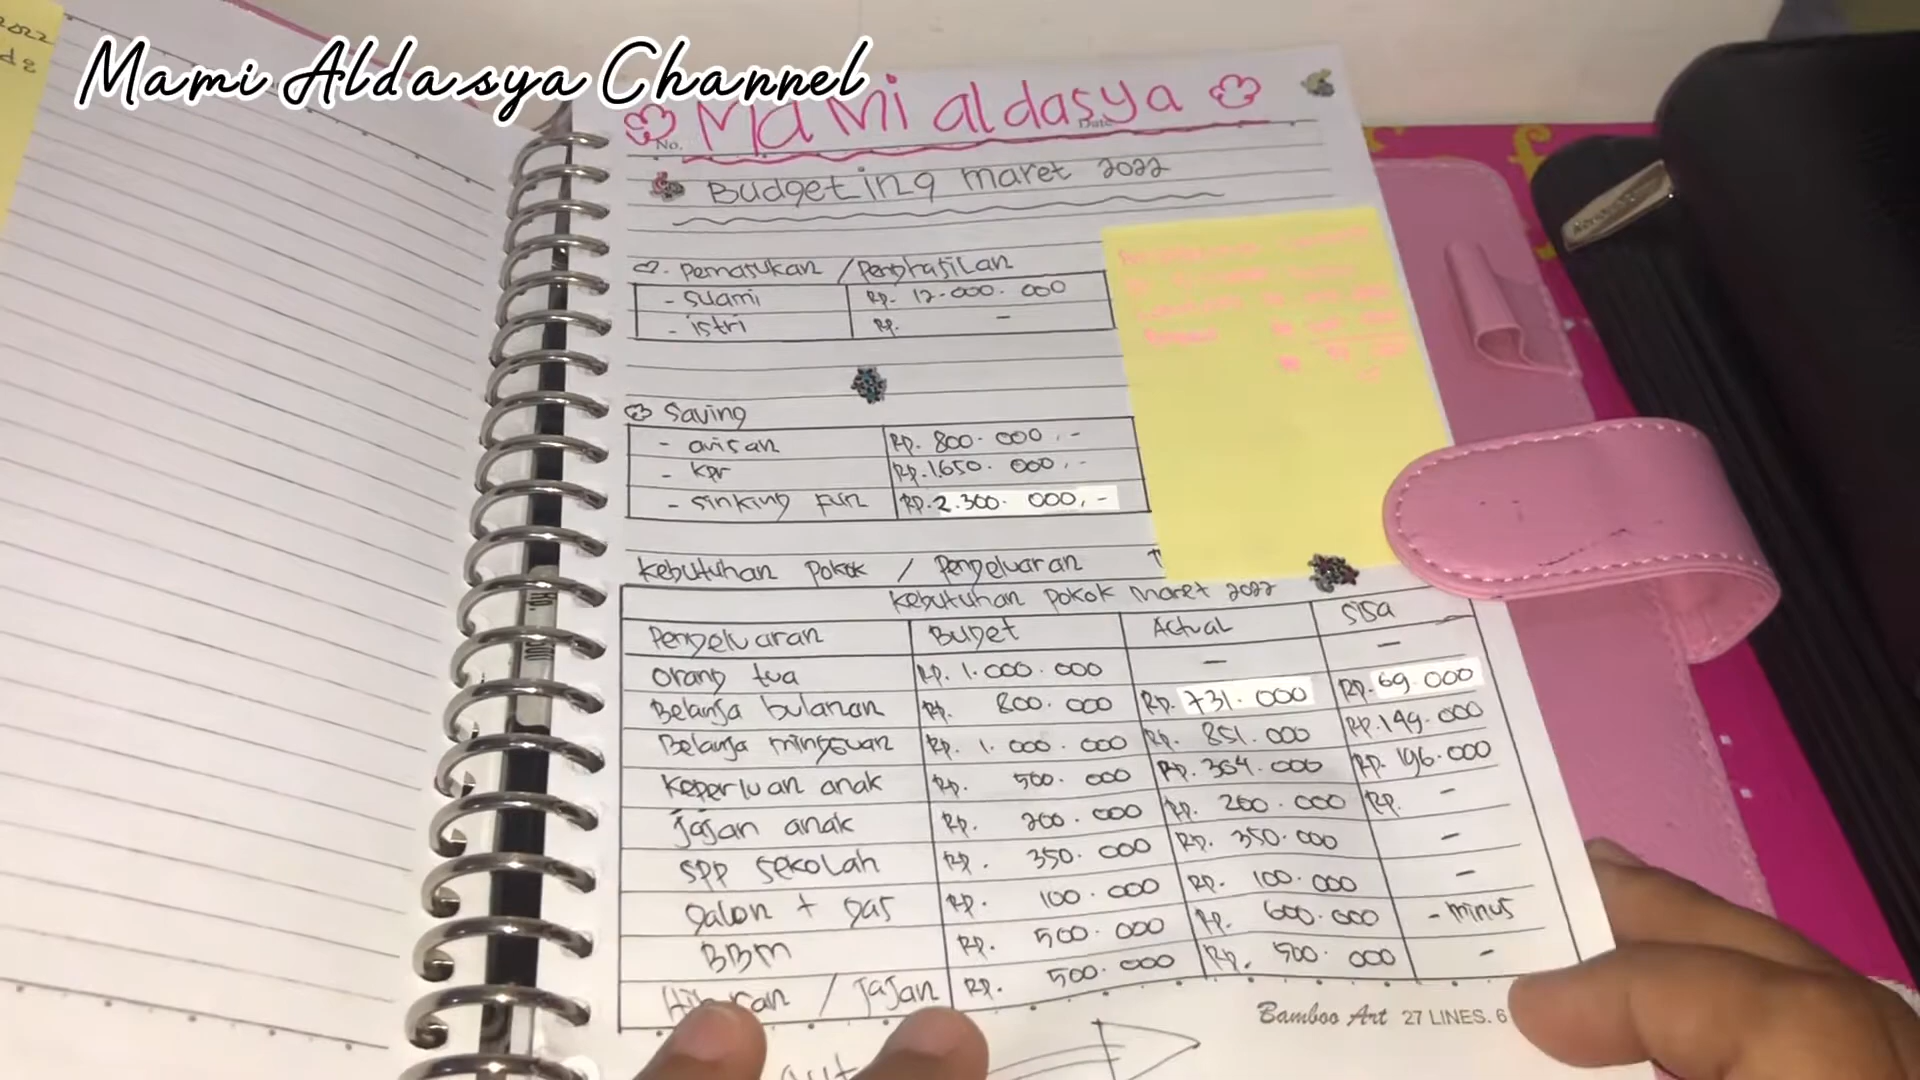 Mami Aldasya Channel
2022
Mami aldasya
No.
Date
Budgeting maret 2022
Pemasukan / Penghasilan
- suami Rp. 12.000.000
- istri Rp. -
Saving
- arisan Rp. 800.000,-
- kpr Rp. 1650.000,-
- sinking fun Rp. 2.300.000,-
kebutuhan Pokok / Pengeluaran
kebutuhan pokok maret 2022
Pengeluaran Budget Actual Sisa
orang tua Rp. 1.000.000 - -
Belanja bulanan Rp. 800.000 Rp. 731.000 Rp. 69.000
Belanja mingguan Rp. 1.000.000 Rp. 851.000 Rp. 149.000
Keperluan anak Rp. 500.000 Rp. 304.000 Rp. 196.000
jajan anak Rp. 200.000 Rp. 200.000 Rp. -
SPP sekolah Rp. 350.000 Rp. 350.000 -
galon + gas Rp. 100.000 Rp. 100.000 -
BBM Rp. 500.000 Rp. 600.000 - minus
/ Jajan Rp. 500.000 Rp. 500.000 -
Bamboo Art 27 LINES. 6